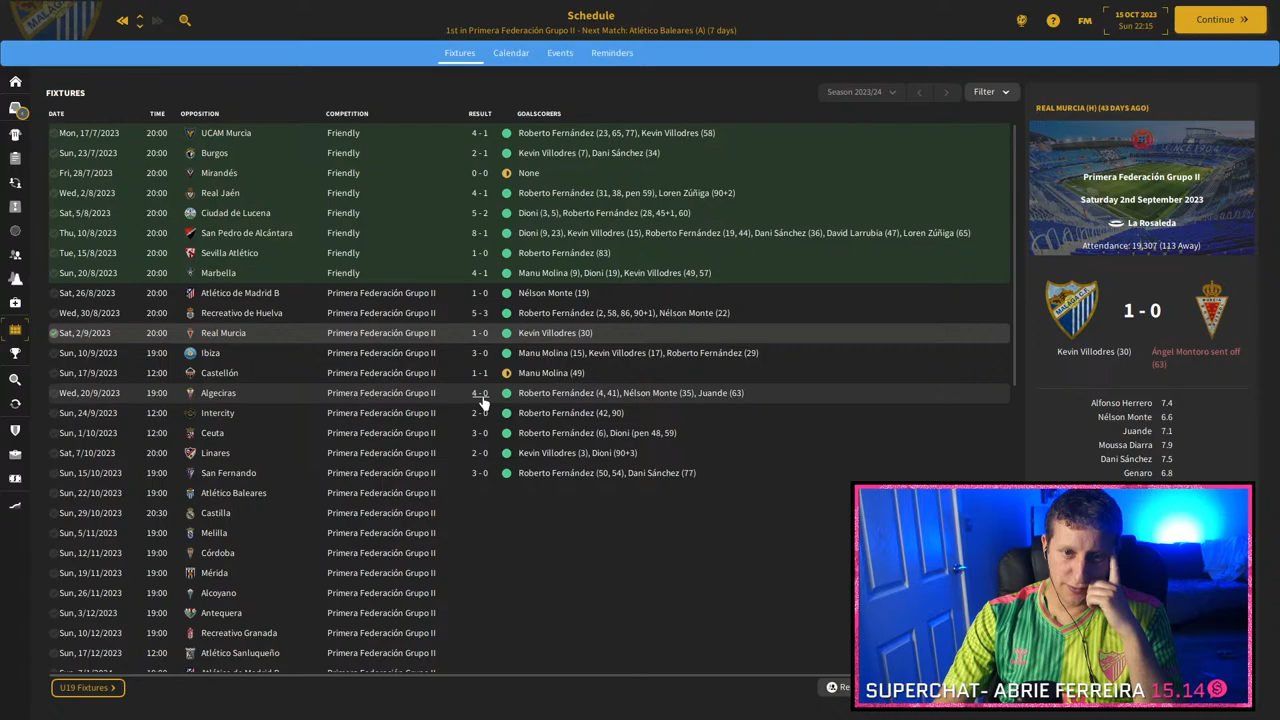 Schedule
1st in Primera Federación Grupo II - Next Match: Atlético Baleares (A) (7 days)
FM
15 OCT 2023
Sun 22:15
Continue
Fixtures Calendar Events Reminders
FIXTURES
Season 2023/24
Filter
DATE TIME OPPOSITION COMPETITION RESULT GOALSCORERS
Mon, 17/7/2023 20:00 UCAM Murcia Friendly 4 - 1 Roberto Fernández (23, 65, 77), Kevin Villodres (58)
Sun, 23/7/2023 20:00 Burgos Friendly 2 - 1 Kevin Villodres (7), Dani Sánchez (34)
Fri, 28/7/2023 20:00 Mirandés Friendly 0 - 0 None
Wed, 2/8/2023 20:00 Real Jaén Friendly 4 - 1 Roberto Fernández (31, 38, pen 59), Loren Zúñiga (90+2)
Sat, 5/8/2023 20:00 Ciudad de Lucena Friendly 5 - 2 Dioni (3, 5), Roberto Fernández (28, 45+1, 60)
Thu, 10/8/2023 20:00 San Pedro de Alcántara Friendly 8 - 1 Dioni (9, 23), Kevin Villodres (15), Roberto Fernández (19, 44), Dani Sánchez (36), David Larrubia (47), Loren Zúñiga (65)
Tue, 15/8/2023 20:00 Sevilla Atlético Friendly 1 - 0 Roberto Fernández (83)
Sun, 20/8/2023 20:00 Marbella Friendly 4 - 1 Manu Molina (9), Dioni (19), Kevin Villodres (49, 57)
Sat, 26/8/2023 20:00 Atlético de Madrid B Primera Federación Grupo II 1 - 0 Nélson Monte (19)
Wed, 30/8/2023 20:00 Recreativo de Huelva Primera Federación Grupo II 5 - 3 Roberto Fernández (2, 58, 86, 90+1), Nélson Monte (22)
Sat, 2/9/2023 20:00 Real Murcia Primera Federación Grupo II 1 - 0 Kevin Villodres (30)
Sun, 10/9/2023 19:00 Ibiza Primera Federación Grupo II 3 - 0 Manu Molina (15), Kevin Villodres (17), Roberto Fernández (29)
Sun, 17/9/2023 12:00 Castellón Primera Federación Grupo II 1 - 1 Manu Molina (49)
Wed, 20/9/2023 19:00 Algeciras Primera Federación Grupo II 4 - 0 Roberto Fernández (4, 41), Nélson Monte (35), Juande (63)
Sun, 24/9/2023 12:00 Intercity Primera Federación Grupo II 2 - 0 Roberto Fernández (42, 90)
Sun, 1/10/2023 12:00 Ceuta Primera Federación Grupo II 3 - 0 Roberto Fernández (6), Dioni (pen 48, 59)
Sat, 7/10/2023 20:00 Linares Primera Federación Grupo II 2 - 0 Kevin Villodres (3), Dioni (90+3)
Sun, 15/10/2023 19:00 San Fernando Primera Federación Grupo II 3 - 0 Roberto Fernández (50, 54), Dani Sánchez (77)
Sun, 22/10/2023 19:00 Atlético Baleares Primera Federación Grupo II
Sun, 29/10/2023 20:30 Castilla Primera Federación Grupo II
Sun, 5/11/2023 19:00 Melilla Primera Federación Grupo II
Sun, 12/11/2023 19:00 Córdoba Primera Federación Grupo II
Sun, 19/11/2023 19:00 Mérida Primera Federación Grupo II
Sun, 26/11/2023 19:00 Alcoyano Primera Federación Grupo II
Sun, 3/12/2023 19:00 Antequera Primera Federación Grupo II
Sun, 10/12/2023 19:00 Recreativo Granada Primera Federación Grupo II
Sun, 17/12/2023 12:00 Atlético Sanluqueño Primera Federación Grupo II
U19 Fixtures
Re
REAL MURCIA (H) (43 DAYS AGO)
Primera Federación Grupo II
Saturday 2nd September 2023
La Rosaleda
Attendance: 19,307 (113 Away)
1 - 0
Kevin Villodres (30)
Ángel Montoro sent off (63)
Alfonso Herrero 7.4
Nélson Monte 6.6
Juande 7.1
Moussa Diarra 7.9
Dani Sánchez 7.5
Genaro 6.8
SUPERCHAT- ABRIE FERREIRA 15.14